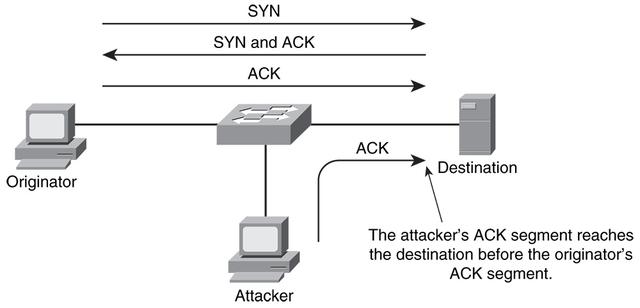 SYN
SYN and ACK
ACK
Originator
ACK
Destination
The attacker's ACK segment reaches
the destination before the originator's
ACK segment.
Attacker